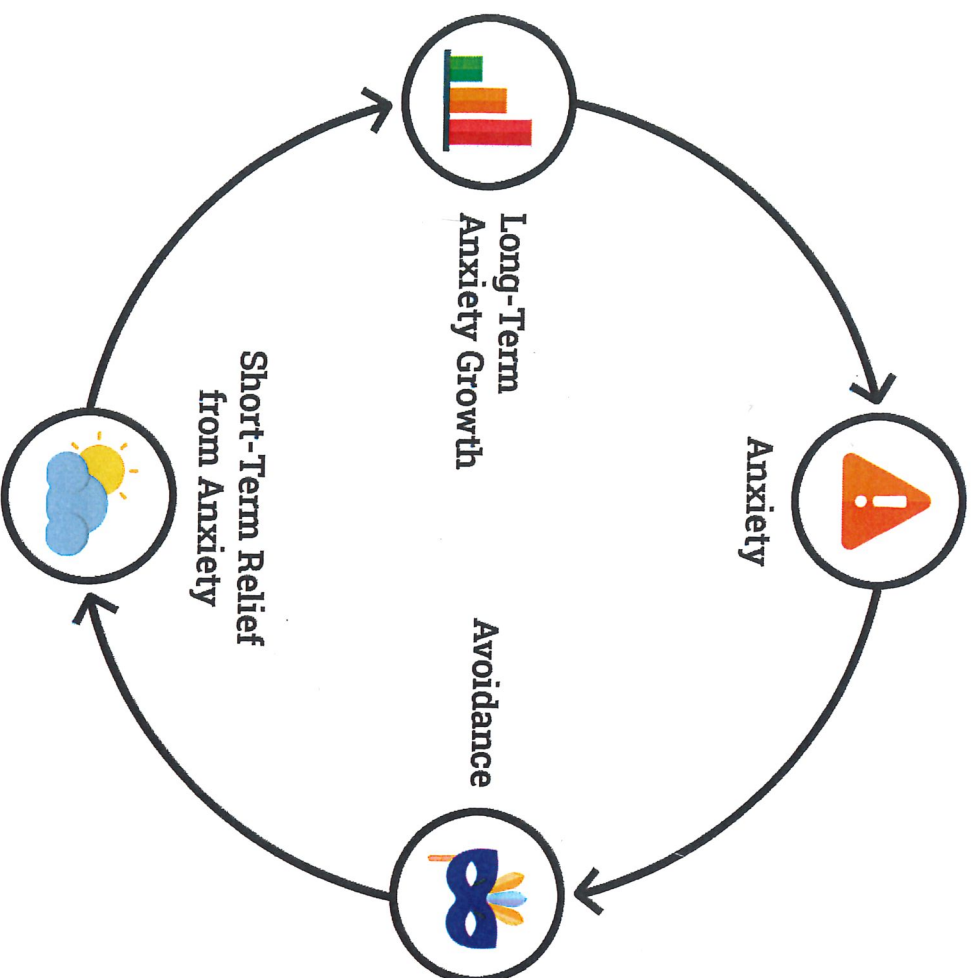 Anxiety
Avoidance
Short-Term Relief
from Anxiety
Long-Term
Anxiety Growth